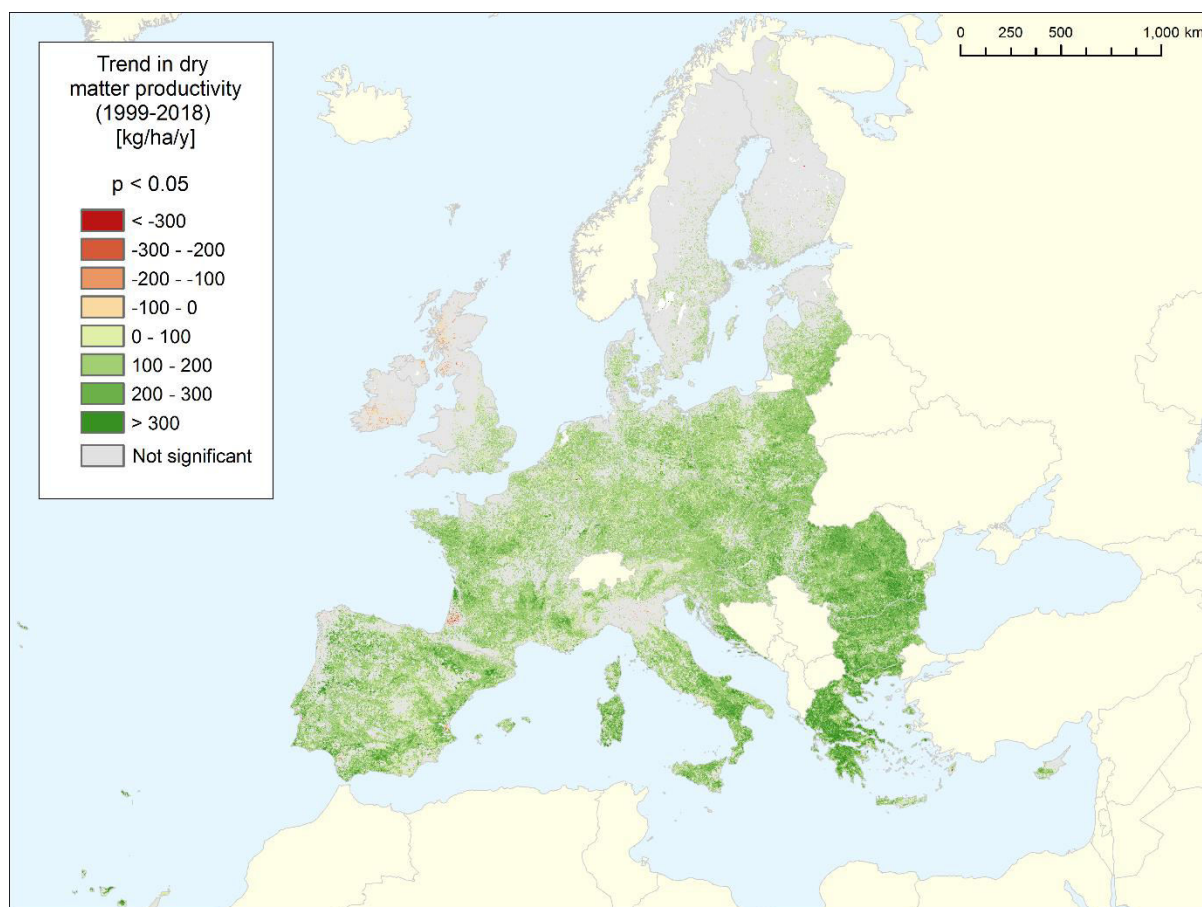 Trend in dry
matter productivity
(1999-2018)
[kg/ha/y]
p < 0.05
< -300
-300 - -200
-200 - -100
-100 - 0
0 - 100
100 - 200
200 - 300
> 300
Not significant
0 250 500 1,000 km